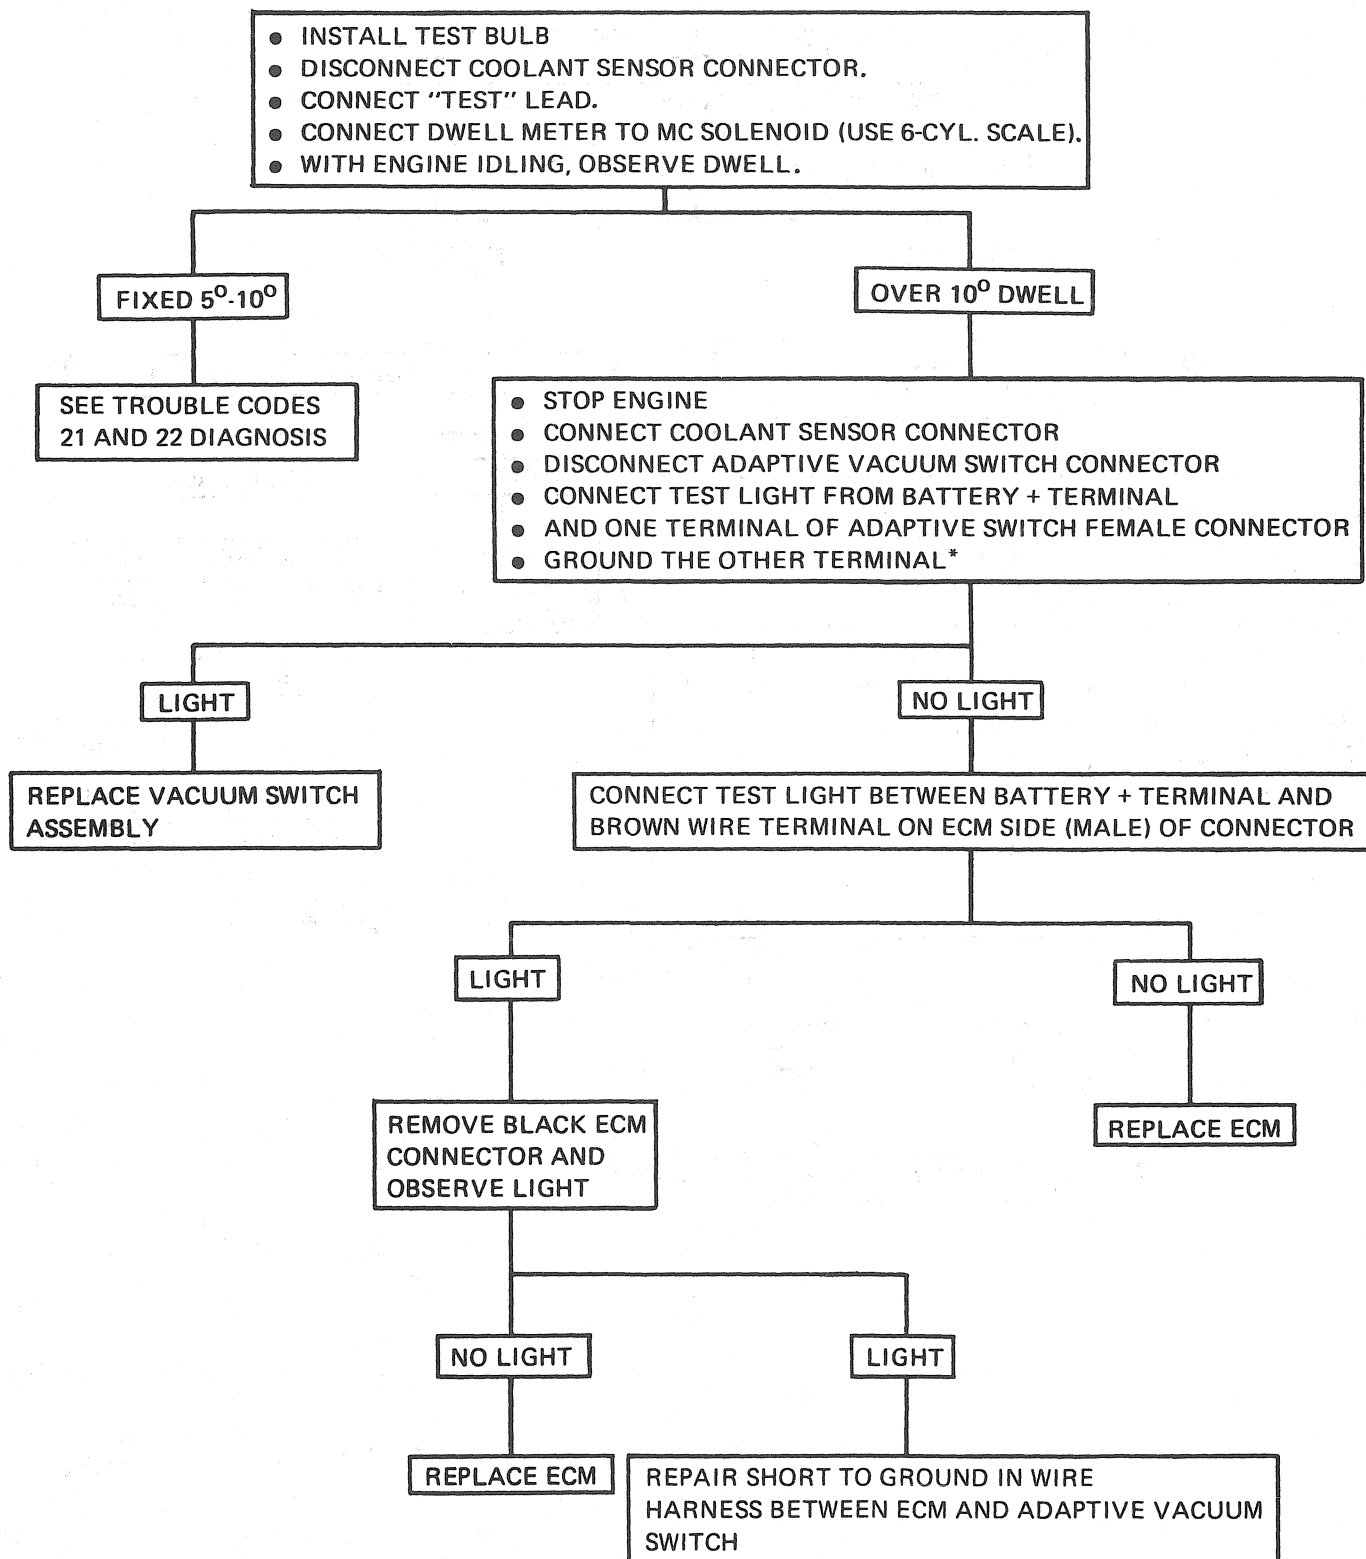 ● INSTALL TEST BULB
● DISCONNECT COOLANT SENSOR CONNECTOR.
● CONNECT "TEST" LEAD.
● CONNECT DWELL METER TO MC SOLENOID (USE 6-CYL. SCALE).
● WITH ENGINE IDLING, OBSERVE DWELL.
FIXED 5º-10º
OVER 10º DWELL
SEE TROUBLE CODES
21 AND 22 DIAGNOSIS
● STOP ENGINE
● CONNECT COOLANT SENSOR CONNECTOR
● DISCONNECT ADAPTIVE VACUUM SWITCH CONNECTOR
● CONNECT TEST LIGHT FROM BATTERY + TERMINAL
● AND ONE TERMINAL OF ADAPTIVE SWITCH FEMALE CONNECTOR
● GROUND THE OTHER TERMINAL*
LIGHT
NO LIGHT
REPLACE VACUUM SWITCH
ASSEMBLY
CONNECT TEST LIGHT BETWEEN BATTERY + TERMINAL AND
BROWN WIRE TERMINAL ON ECM SIDE (MALE) OF CONNECTOR
LIGHT
NO LIGHT
REMOVE BLACK ECM
CONNECTOR AND
OBSERVE LIGHT
REPLACE ECM
NO LIGHT
LIGHT
REPLACE ECM
REPAIR SHORT TO GROUND IN WIRE
HARNESS BETWEEN ECM AND ADAPTIVE VACUUM
SWITCH